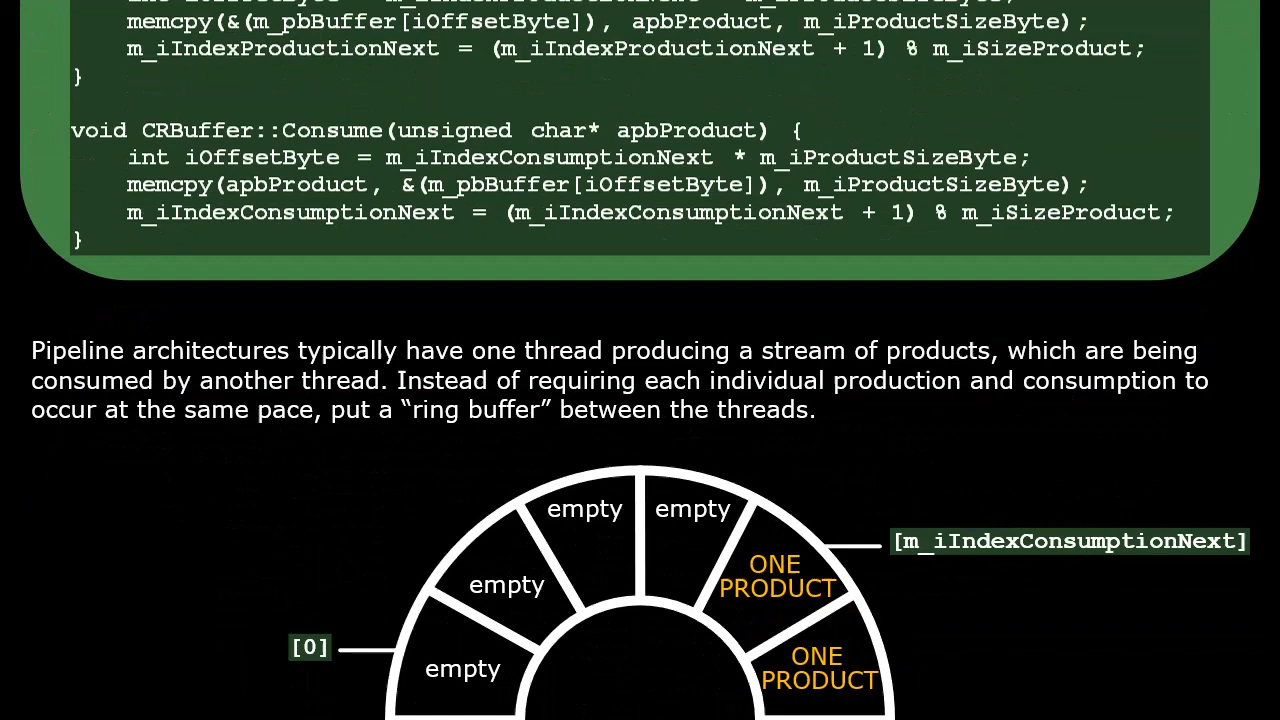 memcpy(&(m_pbBuffer[iOffsetByte]), apbProduct, m_iProductSizeByte);
m_iIndexProductionNext = (m_iIndexProductionNext + 1) % m_iSizeProduct;
}
void CRBuffer::Consume(unsigned char* apbProduct) {
int iOffsetByte = m_iIndexConsumptionNext * m_iProductSizeByte;
memcpy(apbProduct, &(m_pbBuffer[iOffsetByte]), m_iProductSizeByte);
m_iIndexConsumptionNext = (m_iIndexConsumptionNext + 1) % m_iSizeProduct;
}
Pipeline architectures typically have one thread producing a stream of products, which are being
consumed by another thread. Instead of requiring each individual production and consumption to
occur at the same pace, put a “ring buffer” between the threads.
empty
empty
[m_iIndexConsumptionNext]
ONE
PRODUCT
empty
[0]
empty
ONE
PRODUCT